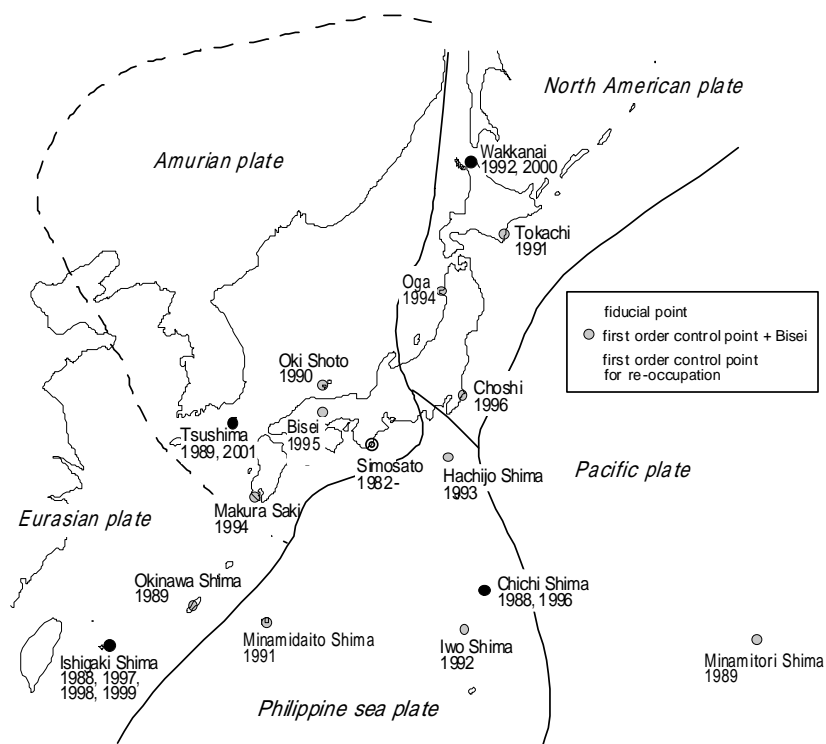 North American plate
Amurian plate
Wakkanai
1992, 2000
Tokachi
1991
Oga
1994
fiducial point
first order control point + Bisei
first order control point
for re-occupation
Oki Shoto
1990
Choshi
1996
Bisei
1995
Tsushima
1989, 2001
Simosato
1982-
Hachijo Shima
1993
Pacific plate
Makura Saki
1994
Eurasian plate
Okinawa Shima
1989
Chichi Shima
1988, 1996
Minamidaito Shima
1991
Iwo Shima
1992
Minamitori Shima
1989
Ishigaki Shima
1988, 1997,
1998, 1999
Philippine sea plate